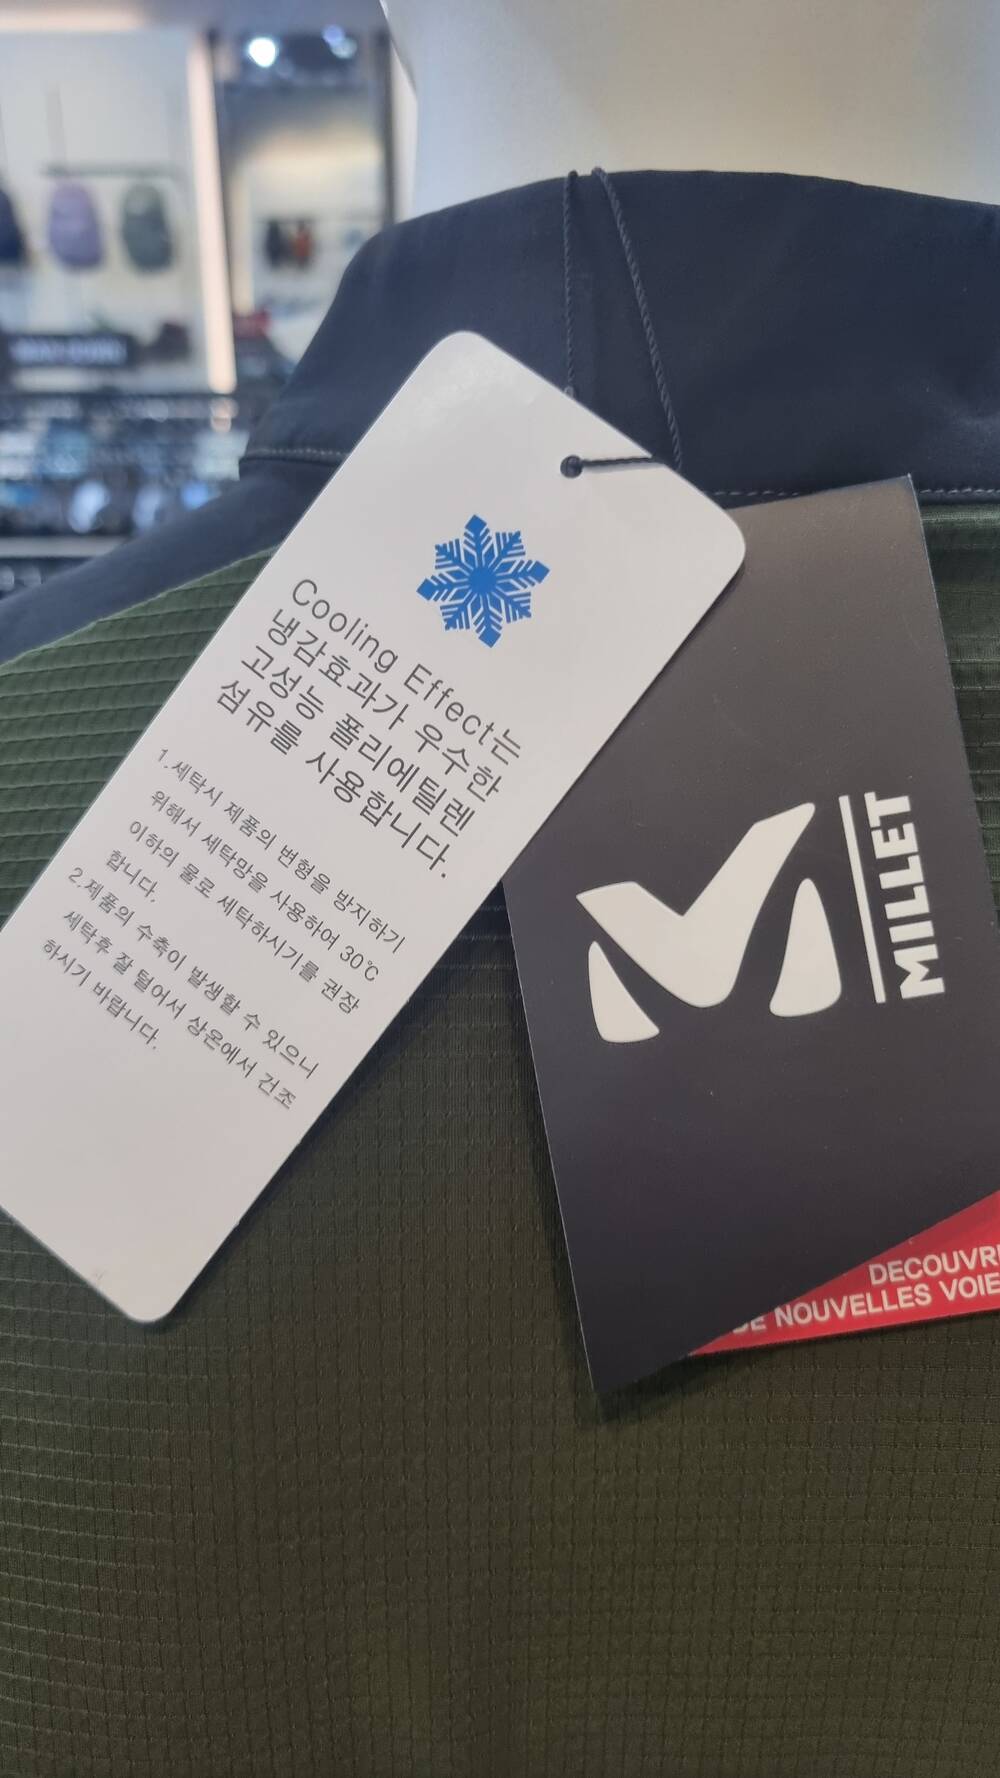 Cooling Effect는
냉감효과가 우수한
고성능 폴리에틸렌
섬유를 사용합니다.
1.세탁시 제품의 변형을 방지하기
위해서 세탁망을 사용하여 30℃
이하의 물로 세탁하시기를 권장
합니다.
2.제품의 수축이 발생할 수 있으니
세탁후 잘 털어서 상온에서 건조
하시기 바랍니다.
MILLET
DECOUVRE
DE NOUVELLES VOIE